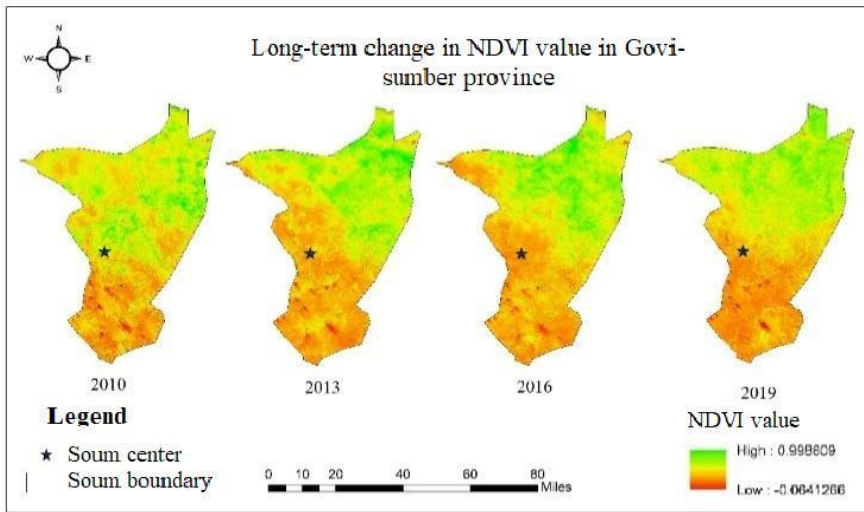 N
W E
S
Long-term change in NDVI value in Govi-
sumber province
2010 2013 2016 2019
Legend
Soum center
Soum boundary
0 10 20 40 60 80
Miles
NDVI value
High : 0.998609
Low : -0.0641266